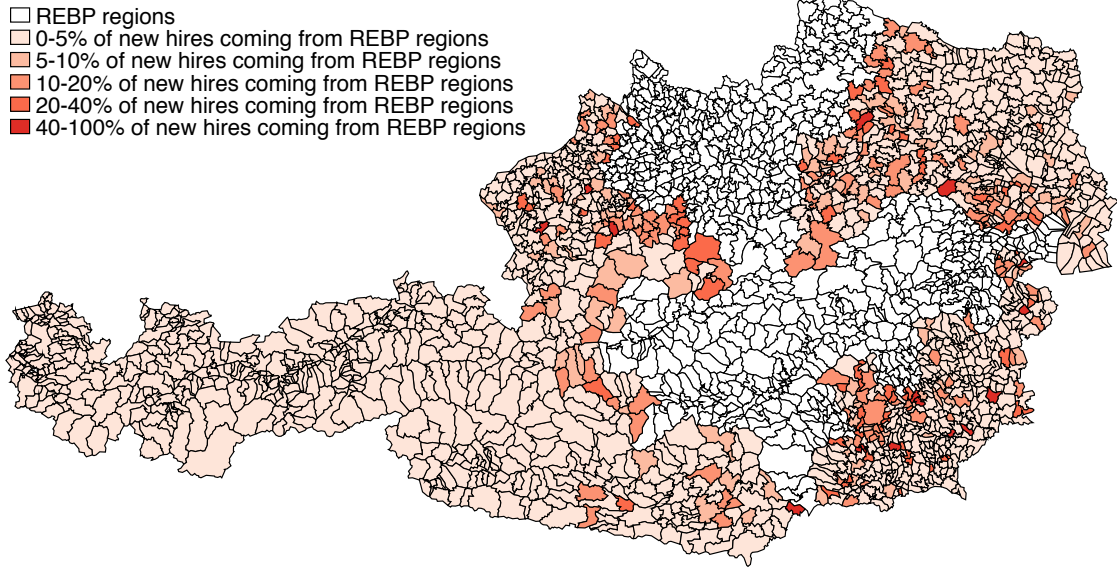 REBP regions
0-5% of new hires coming from REBP regions
5-10% of new hires coming from REBP regions
10-20% of new hires coming from REBP regions
20-40% of new hires coming from REBP regions
40-100% of new hires coming from REBP regions